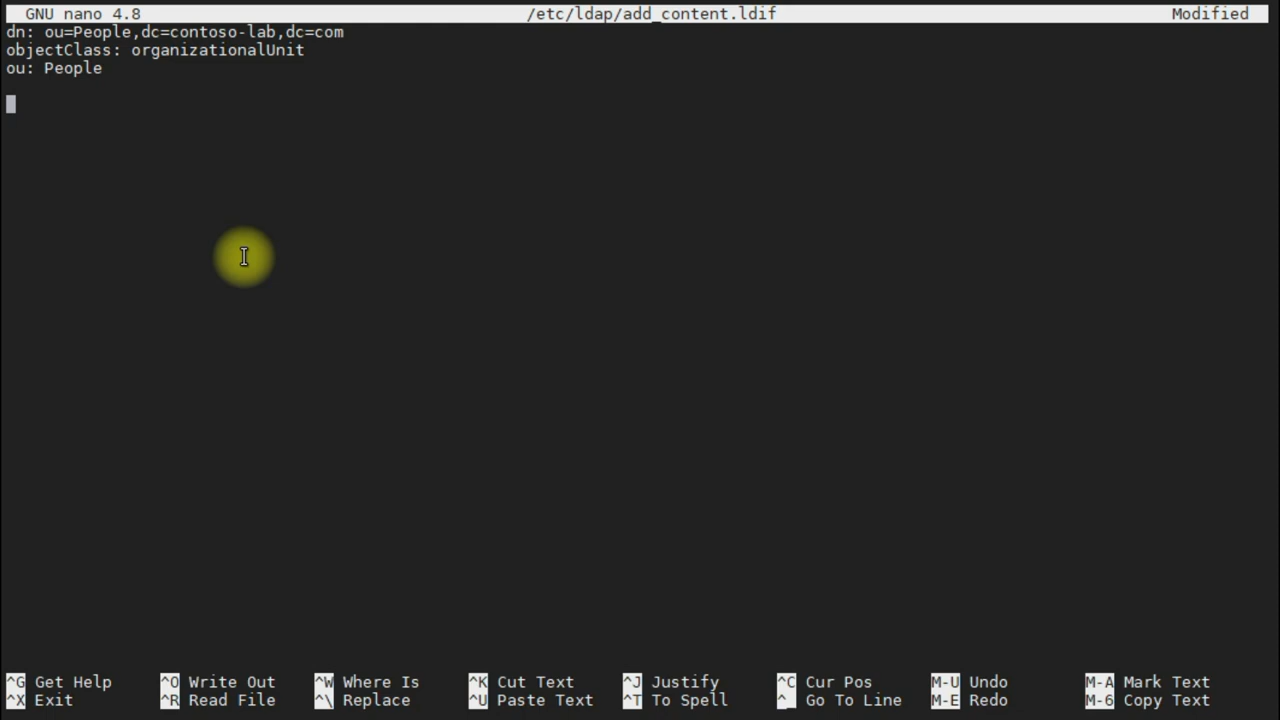 GNU nano 4.8 /etc/ldap/add_content.ldif Modified
dn: ou=People,dc=contoso-lab,dc=com
objectClass: organizationalUnit
ou: People
^G Get Help ^O Write Out ^W Where Is ^K Cut Text ^J Justify ^C Cur Pos M-U Undo M-A Mark Text
^X Exit ^R Read File ^\ Replace ^U Paste Text ^T To Spell ^_ Go To Line M-E Redo M-6 Copy Text